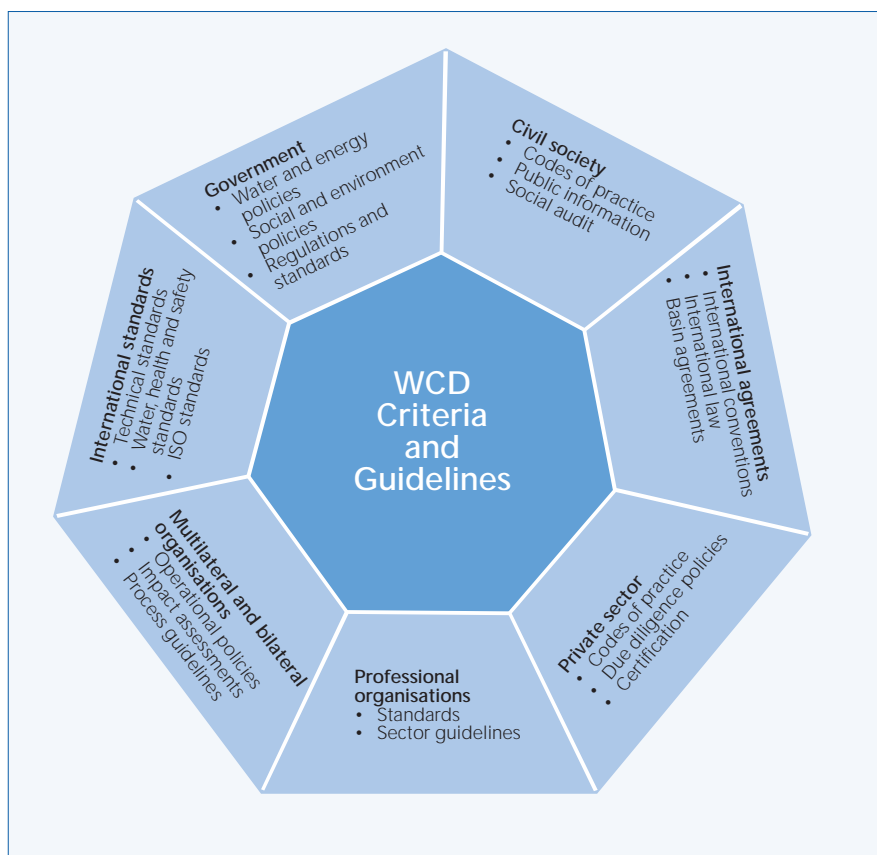 WCD
Criteria
and
Guidelines
Government
• Water and energy
policies
• Social and environment
policies
• Regulations and
standards
Civil society
• Codes of practice
• Public information
• Social audit
International agreements
• International conventions
• International law
• Basin agreements
Private sector
• Codes of practice
• Due diligence policies
• Certification
Professional
organisations
• Standards
• Sector guidelines
Multilateral and bilateral
organisations
• Operational policies
• Impact assessments
• Process guidelines
International standards
• Technical standards
• Water, health and safety
standards
• ISO standards